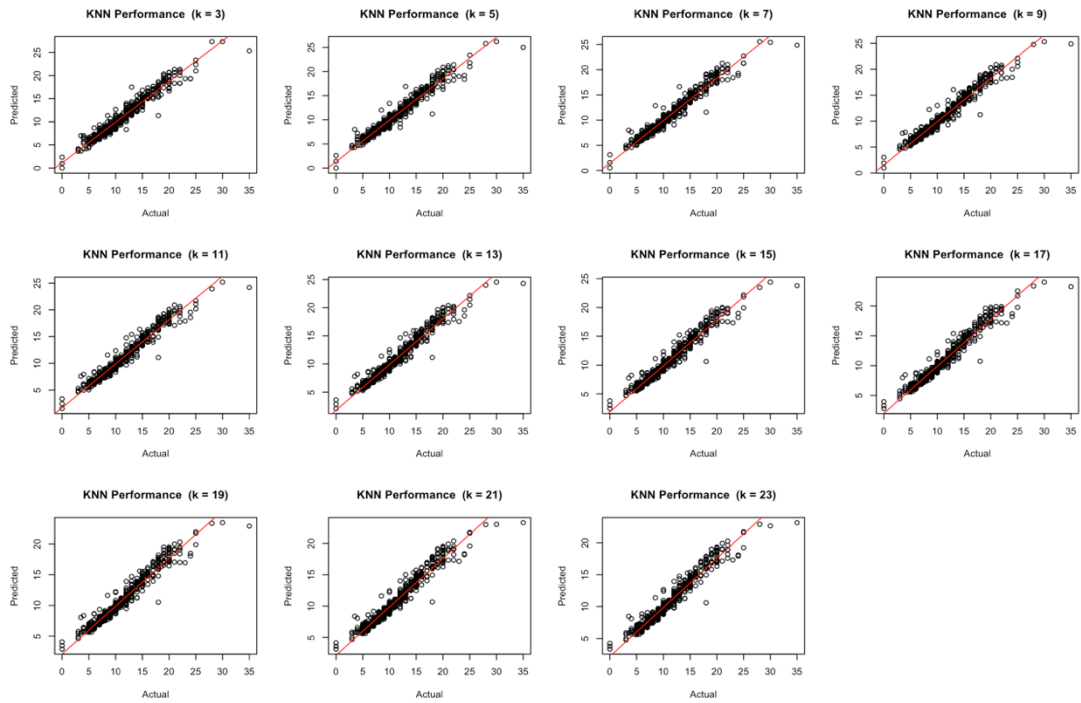 KNN Performance (k = 3)
Predicted
0 5 10 15 20 25
0 5 10 15 20 25 30 35
Actual
KNN Performance (k = 5)
Predicted
0 5 10 15 20 25
0 5 10 15 20 25 30 35
Actual
KNN Performance (k = 7)
Predicted
0 5 10 15 20 25
0 5 10 15 20 25 30 35
Actual
KNN Performance (k = 9)
Predicted
0 5 10 15 20 25
0 5 10 15 20 25 30 35
Actual
KNN Performance (k = 11)
Predicted
5 10 15 20 25
0 5 10 15 20 25 30 35
Actual
KNN Performance (k = 13)
Predicted
5 10 15 20 25
0 5 10 15 20 25 30 35
Actual
KNN Performance (k = 15)
Predicted
5 10 15 20 25
0 5 10 15 20 25 30 35
Actual
KNN Performance (k = 17)
Predicted
5 10 15 20
0 5 10 15 20 25 30 35
Actual
KNN Performance (k = 19)
Predicted
5 10 15 20
0 5 10 15 20 25 30 35
Actual
KNN Performance (k = 21)
Predicted
5 10 15 20
0 5 10 15 20 25 30 35
Actual
KNN Performance (k = 23)
Predicted
5 10 15 20
0 5 10 15 20 25 30 35
Actual